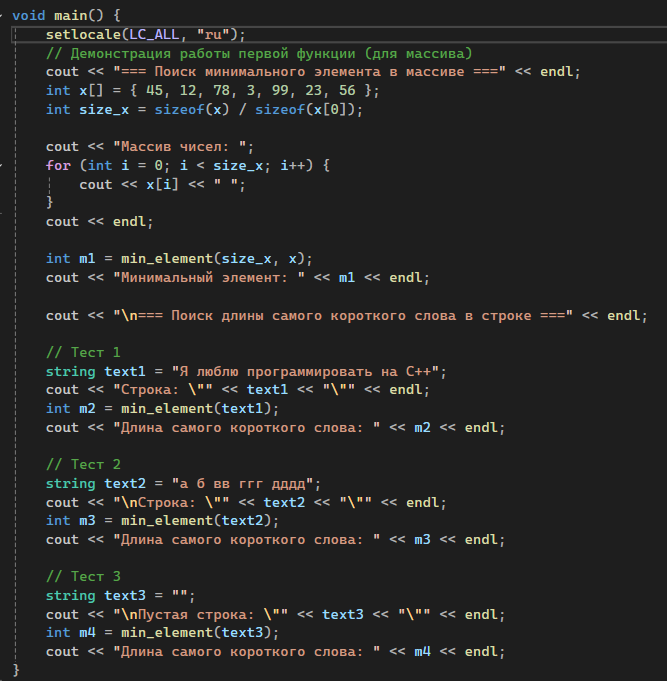 void main() {
    setlocale(LC_ALL, "ru");
    // Демонстрация работы первой функции (для массива)
    cout << "=== Поиск минимального элемента в массиве ===" << endl;
    int x[] = { 45, 12, 78, 3, 99, 23, 56 };
    int size_x = sizeof(x) / sizeof(x[0]);

    cout << "Массив чисел: ";
    for (int i = 0; i < size_x; i++) {
        cout << x[i] << " ";
    }
    cout << endl;

    int m1 = min_element(size_x, x);
    cout << "Минимальный элемент: " << m1 << endl;

    cout << "\n=== Поиск длины самого короткого слова в строке ===" << endl;

    // Тест 1
    string text1 = "Я люблю программировать на C++";
    cout << "Строка: \"" << text1 << "\"" << endl;
    int m2 = min_element(text1);
    cout << "Длина самого короткого слова: " << m2 << endl;

    // Тест 2
    string text2 = "а б вв ггг дддд";
    cout << "\nСтрока: \"" << text2 << "\"" << endl;
    int m3 = min_element(text2);
    cout << "Длина самого короткого слова: " << m3 << endl;

    // Тест 3
    string text3 = "";
    cout << "\nПустая строка: \"" << text3 << "\"" << endl;
    int m4 = min_element(text3);
    cout << "Длина самого короткого слова: " << m4 << endl;
}